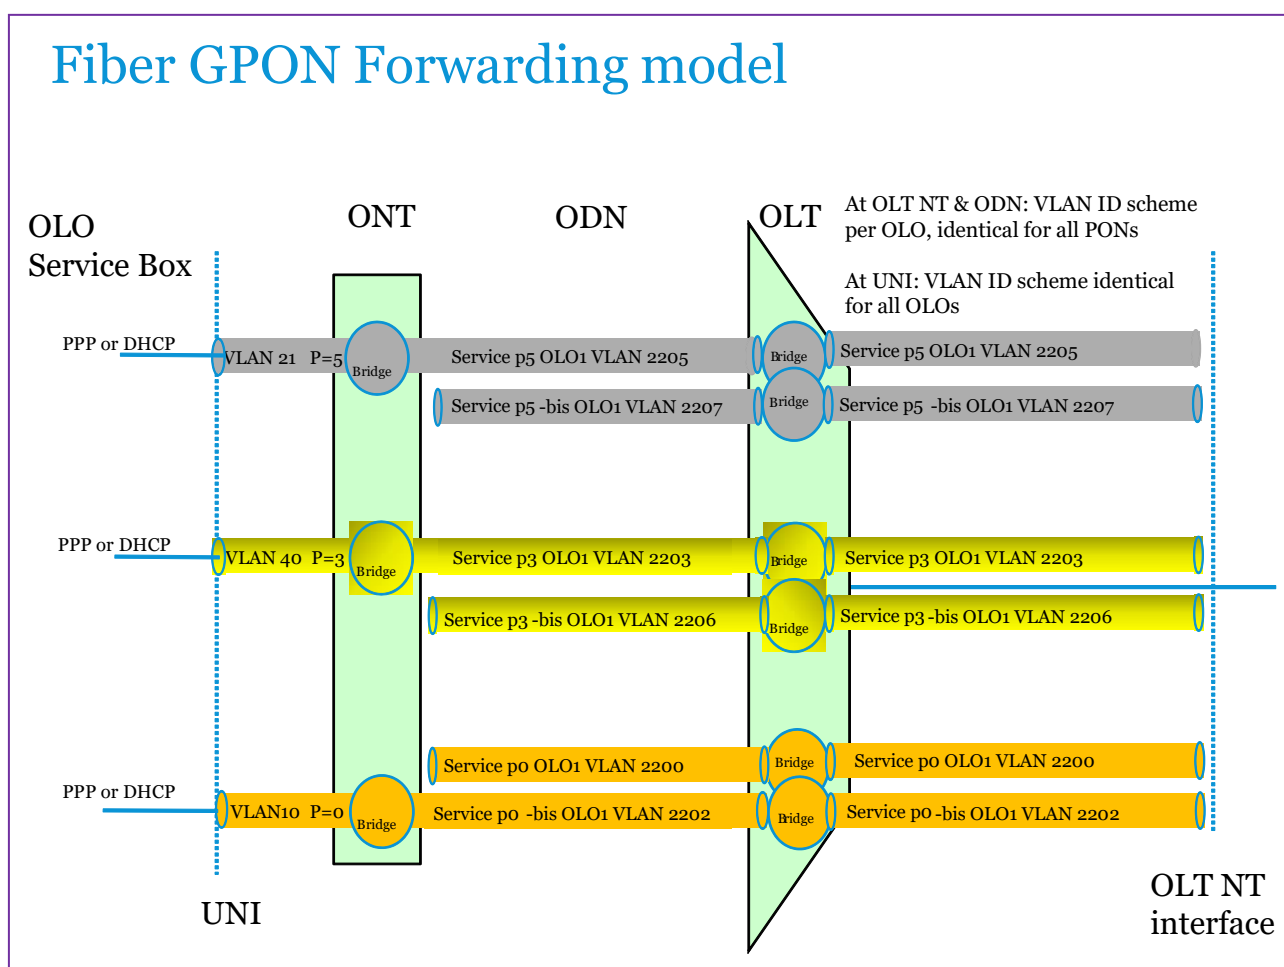 Fiber GPON Forwarding model
OLO
Service Box
ONT
ODN
OLT
At OLT NT & ODN: VLAN ID scheme
per OLO, identical for all PONs
At UNI: VLAN ID scheme identical
for all OLOs
PPP or DHCP
VLAN 21 P=5
Bridge
Service p5 OLO1 VLAN 2205
Bridge
Service p5 OLO1 VLAN 2205
Service p5 -bis OLO1 VLAN 2207
Bridge
Service p5 -bis OLO1 VLAN 2207
PPP or DHCP
VLAN 40 P=3
Bridge
Service p3 OLO1 VLAN 2203
Bridge
Service p3 OLO1 VLAN 2203
Service p3 -bis OLO1 VLAN 2206
Bridge
Service p3 -bis OLO1 VLAN 2206
Service p0 OLO1 VLAN 2200
Bridge
Service p0 OLO1 VLAN 2200
PPP or DHCP
VLAN10 P=0
Bridge
Service p0 -bis OLO1 VLAN 2202
Bridge
Service p0 -bis OLO1 VLAN 2202
UNI
OLT NT
interface